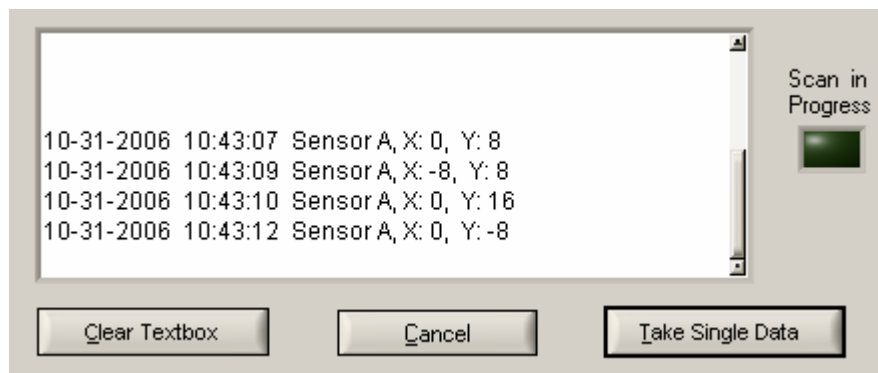 Scan in
Progress
10-31-2006 10:43:07 Sensor A, X: 0, Y: 8
10-31-2006 10:43:09 Sensor A, X: -8, Y: 8
10-31-2006 10:43:10 Sensor A, X: 0, Y: 16
10-31-2006 10:43:12 Sensor A, X: 0, Y: -8
Clear Textbox
Cancel
Take Single Data